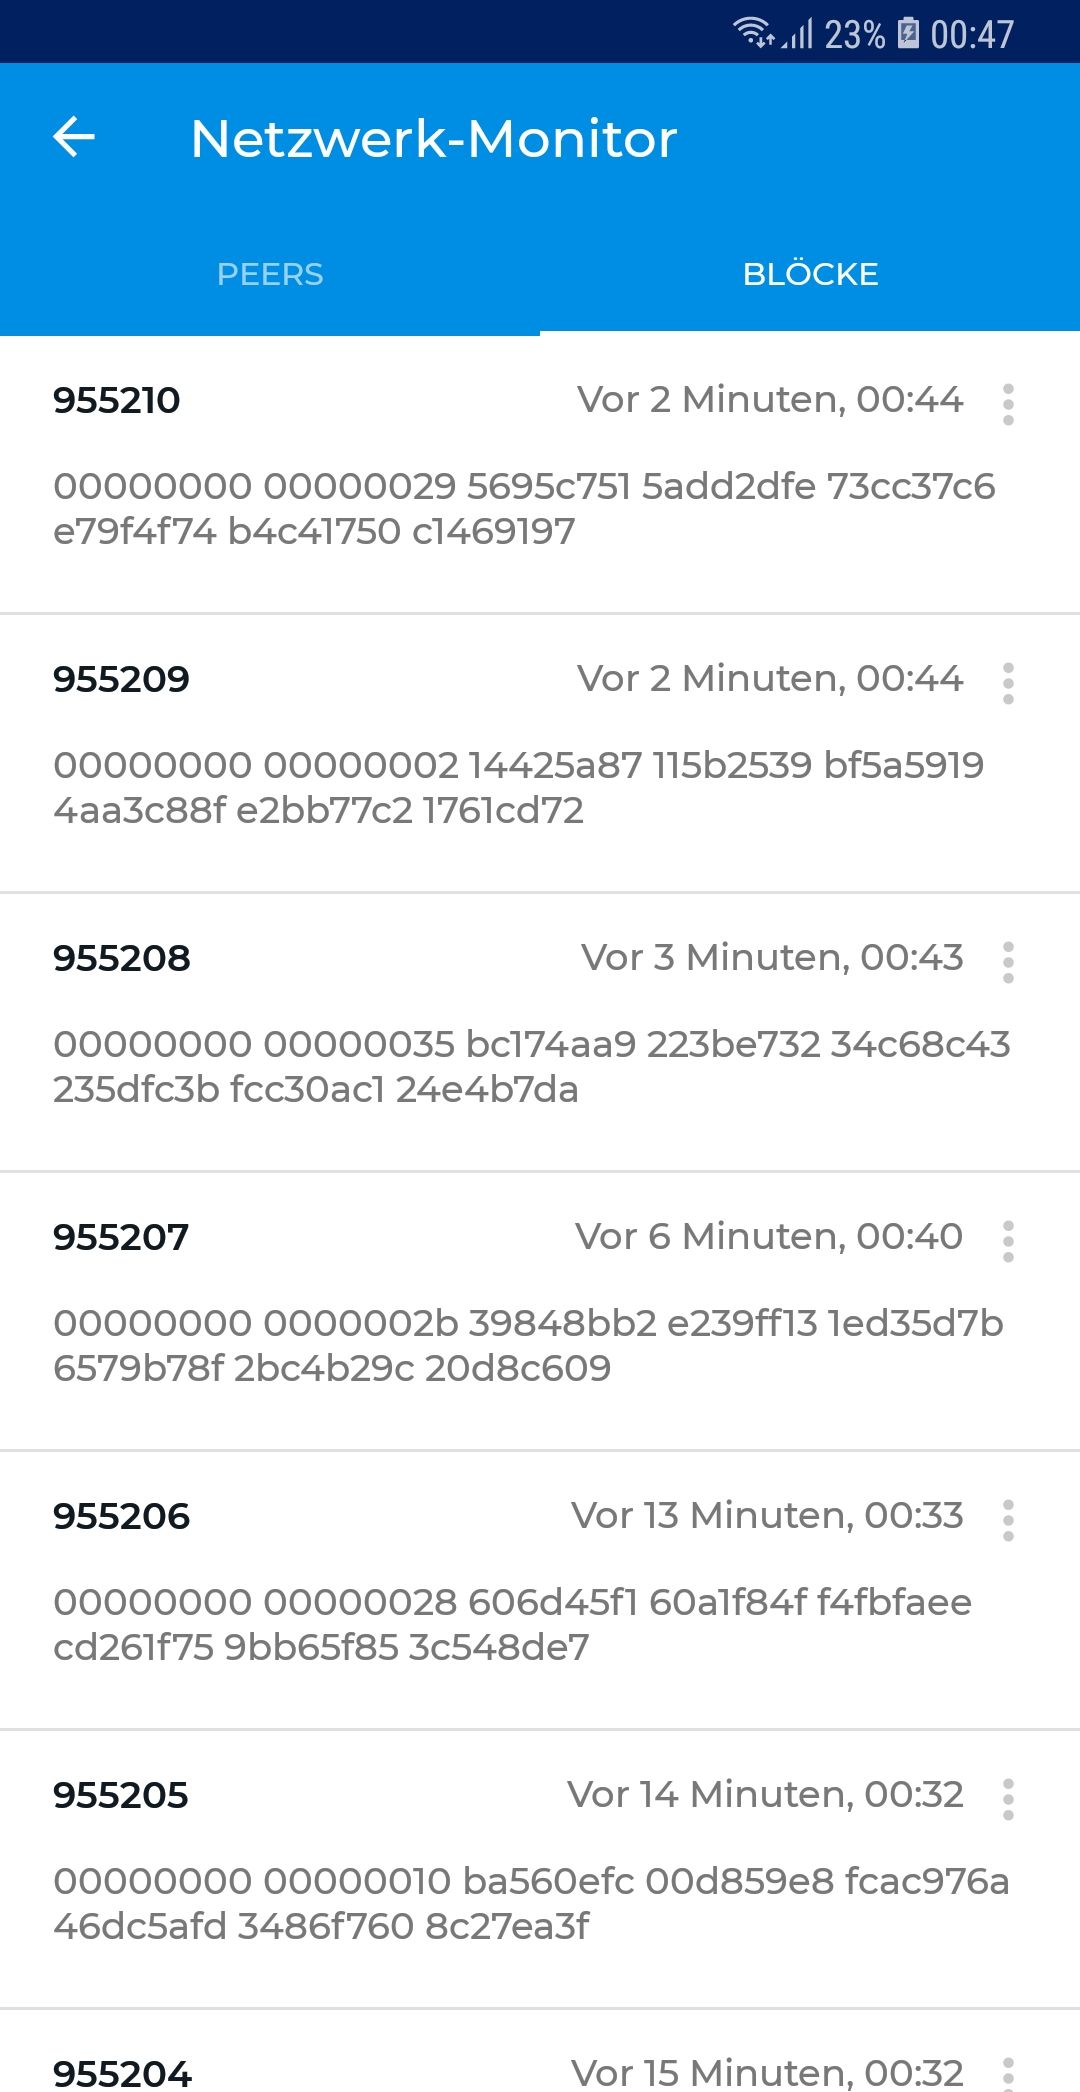 23% 00:47
Netzwerk-Monitor
PEERS BLÖCKE
955210 Vor 2 Minuten, 00:44
00000000 00000029 5695c751 5add2dfe 73cc37c6
e79f4f74 b4c41750 c1469197
955209 Vor 2 Minuten, 00:44
00000000 00000002 14425a87 115b2539 bf5a5919
4aa3c88f e2bb77c2 1761cd72
955208 Vor 3 Minuten, 00:43
00000000 00000035 bc174aa9 223be732 34c68c43
235dfc3b fcc30ac1 24e4b7da
955207 Vor 6 Minuten, 00:40
00000000 0000002b 39848bb2 e239ff13 1ed35d7b
6579b78f 2bc4b29c 20d8c609
955206 Vor 13 Minuten, 00:33
00000000 00000028 606d45f1 60a1f84f f4fbfaee
cd261f75 9bb65f85 3c548de7
955205 Vor 14 Minuten, 00:32
00000000 00000010 ba560efc 00d859e8 fcac976a
46dc5afd 3486f760 8c27ea3f
955204 Vor 15 Minuten, 00:32